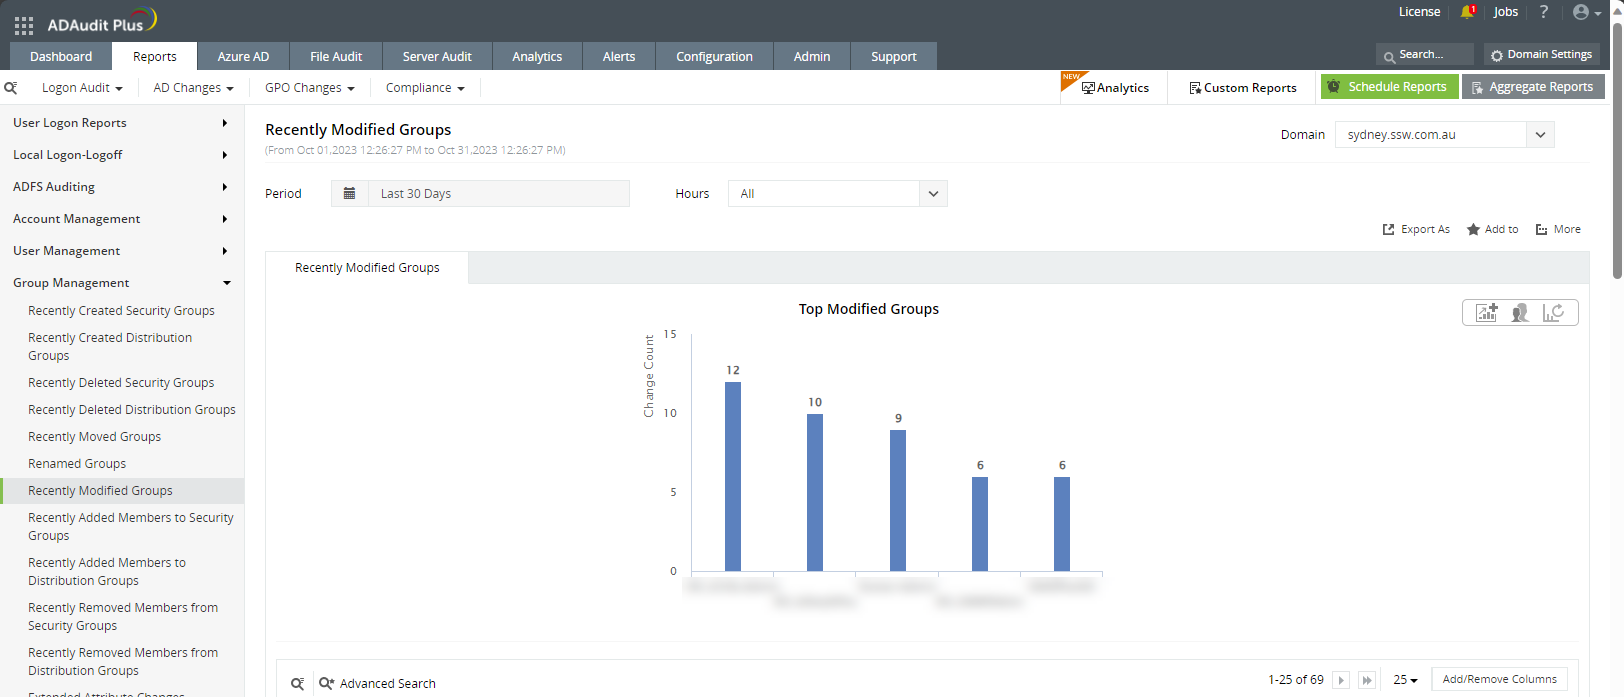 License
1
Jobs
?
ADAudit Plus
Dashboard
Reports
Azure AD
File Audit
Server Audit
Analytics
Alerts
Configuration
Admin
Support
Search...
Domain Settings
Logon Audit
AD Changes
GPO Changes
Compliance
NEW
Analytics
Custom Reports
Schedule Reports
Aggregate Reports
User Logon Reports
Local Logon-Logoff
ADFS Auditing
Account Management
User Management
Group Management
Recently Created Security Groups
Recently Created Distribution
Groups
Recently Deleted Security Groups
Recently Deleted Distribution Groups
Recently Moved Groups
Renamed Groups
Recently Modified Groups
Recently Added Members to Security
Groups
Recently Added Members to
Distribution Groups
Recently Removed Members from
Security Groups
Recently Removed Members from
Distribution Groups
Extended Attribute Changes
Recently Modified Groups
(From Oct 01,2023 12:26:27 PM to Oct 31,2023 12:26:27 PM)
Domain
sydney.ssw.com.au
Period
Last 30 Days
Hours
All
Export As
Add to
More
Recently Modified Groups
Top Modified Groups
Change Count
15
10
5
0
12
10
9
6
6
Advanced Search
1-25 of 69
25
Add/Remove Columns